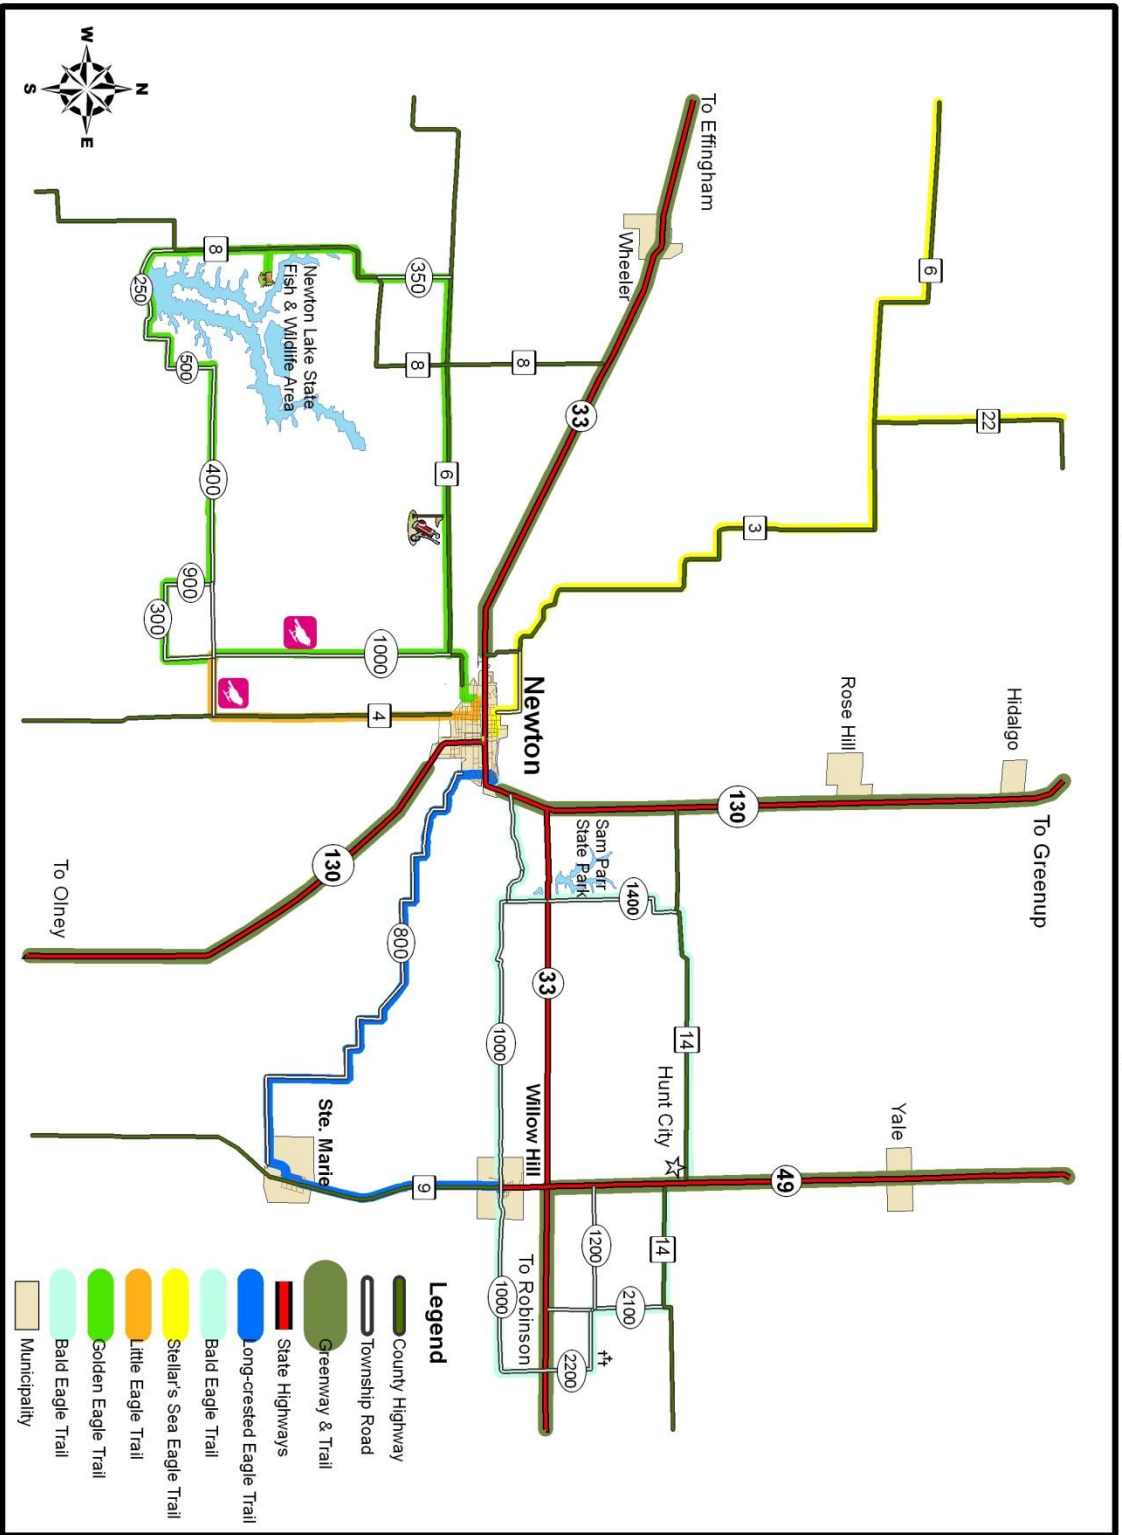 N
W
E
S
To Effingham
Wheeler
6
22
3
33
8
8
350
8
Newton Lake State
Fish & Wildlife Area
250
500
400
6
900
300
1000
4
Newton
Rose Hill
Hidalgo
To Greenup
130
Sam Parr
State Park
1400
130
To Olney
800
33
1000
14
Hunt City
Willow Hill
Yale
49
Ste. Marie
9
14
1200
2100
1000
2200
To Robinson
Legend
County Highway
Township Road
Greenway & Trail
State Highways
Long-crested Eagle Trail
Bald Eagle Trail
Stellar's Sea Eagle Trail
Little Eagle Trail
Golden Eagle Trail
Bald Eagle Trail
Municipality